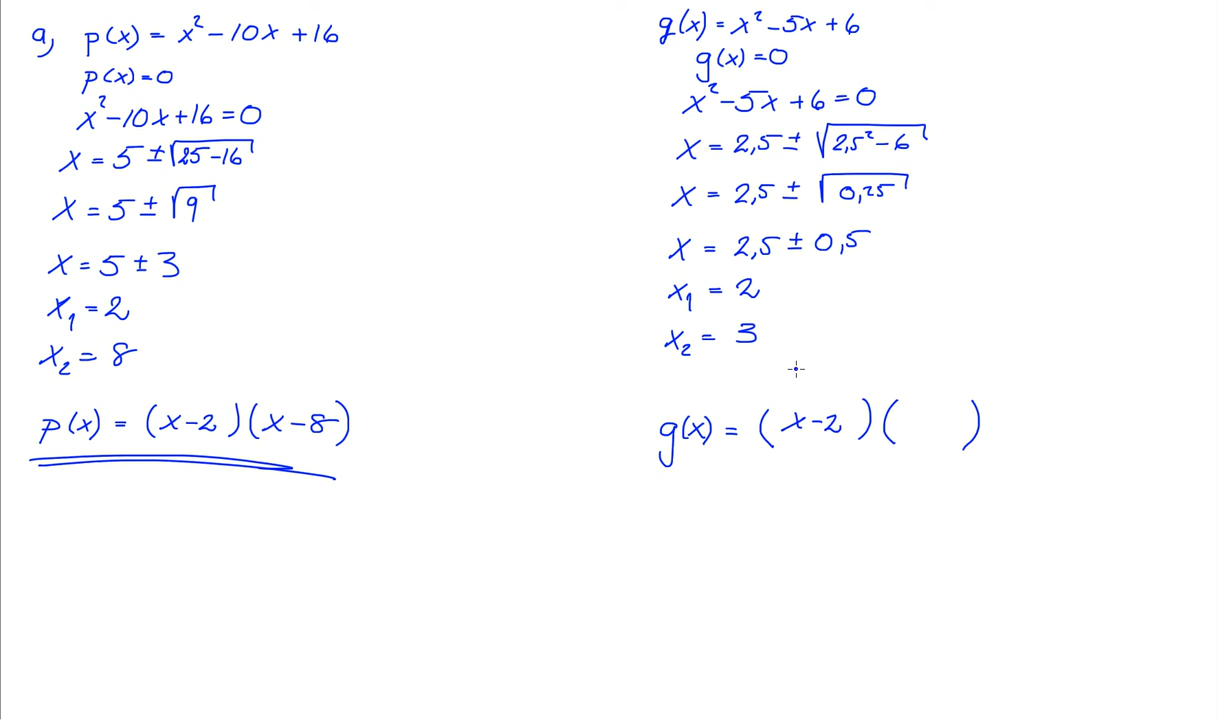 a) p(x) = x² - 10x + 16
p(x) = 0
x² - 10x + 16 = 0
x = 5 ± √25 - 16
x = 5 ± √9
x = 5 ± 3
x₁ = 2
x₂ = 8
p(x) = (x - 2)(x - 8)
g(x) = x² - 5x + 6
g(x) = 0
x² - 5x + 6 = 0
x = 2,5 ± √2,5² - 6
x = 2,5 ± √0,25
x = 2,5 ± 0,5
x₁ = 2
x₂ = 3
g(x) = (x - 2)( )